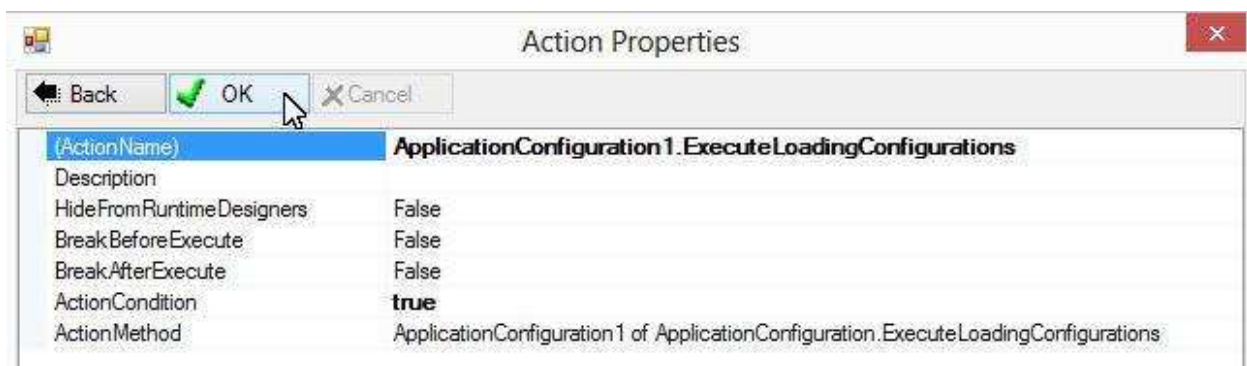 Action Properties
Back OK Cancel
(ActionName) ApplicationConfiguration1.ExecuteLoadingConfigurations
Description
HideFromRuntimeDesigners False
BreakBeforeExecute False
BreakAfterExecute False
ActionCondition true
ActionMethod ApplicationConfiguration1 of ApplicationConfiguration.ExecuteLoadingConfigurations